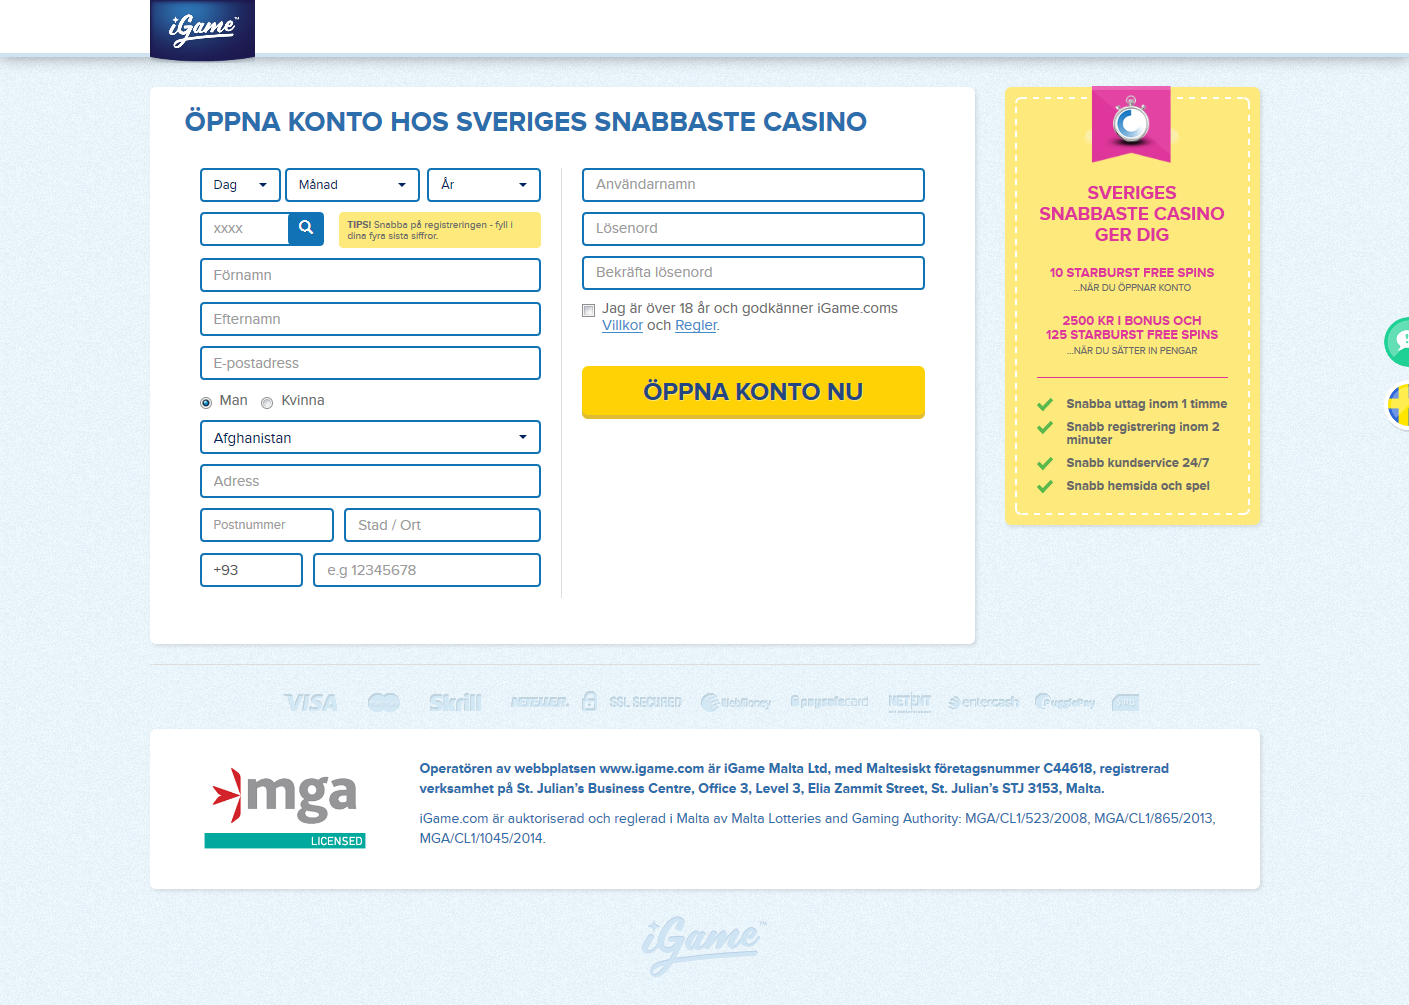 iGame™
ÖPPNA KONTO HOS SVERIGES SNABBASTE CASINO
Dag
Månad
År
XXXX
TIPS! Snabba på registreringen - fyll i
dina fyra sista siffror.
Förnamn
Efternamn
E-postadress
Man
Kvinna
Afghanistan
Adress
Postnummer
Stad / Ort
+93
e.g 12345678
Användarnamn
Lösenord
Bekräfta lösenord
Jag är över 18 år och godkänner iGame.coms
Villkor och Regler.
ÖPPNA KONTO NU
SVERIGES
SNABBASTE CASINO
GER DIG
10 STARBURST FREE SPINS
...NÄR DU ÖPPNAR KONTO
2500 KR I BONUS OCH
125 STARBURST FREE SPINS
...NÄR DU SÄTTER IN PENGAR
Snabba uttag inom 1 timme
Snabb registrering inom 2
minuter
Snabb kundservice 24/7
Snabb hemsida och spel
VISA
Skrill
NETELLER
SSL SECURED
WebMoney
paysafecard
NETENT
entercash
PugglePay
mga
LICENSED
Operatören av webbplatsen www.igame.com är iGame Malta Ltd, med Maltesiskt företagsnummer C44618, registrerad
verksamhet på St. Julian's Business Centre, Office 3, Level 3, Elia Zammit Street, St. Julian's STJ 3153, Malta.
iGame.com är auktoriserad och reglerad i Malta av Malta Lotteries and Gaming Authority: MGA/CL1/523/2008, MGA/CL1/865/2013,
MGA/CL1/1045/2014.
iGame™